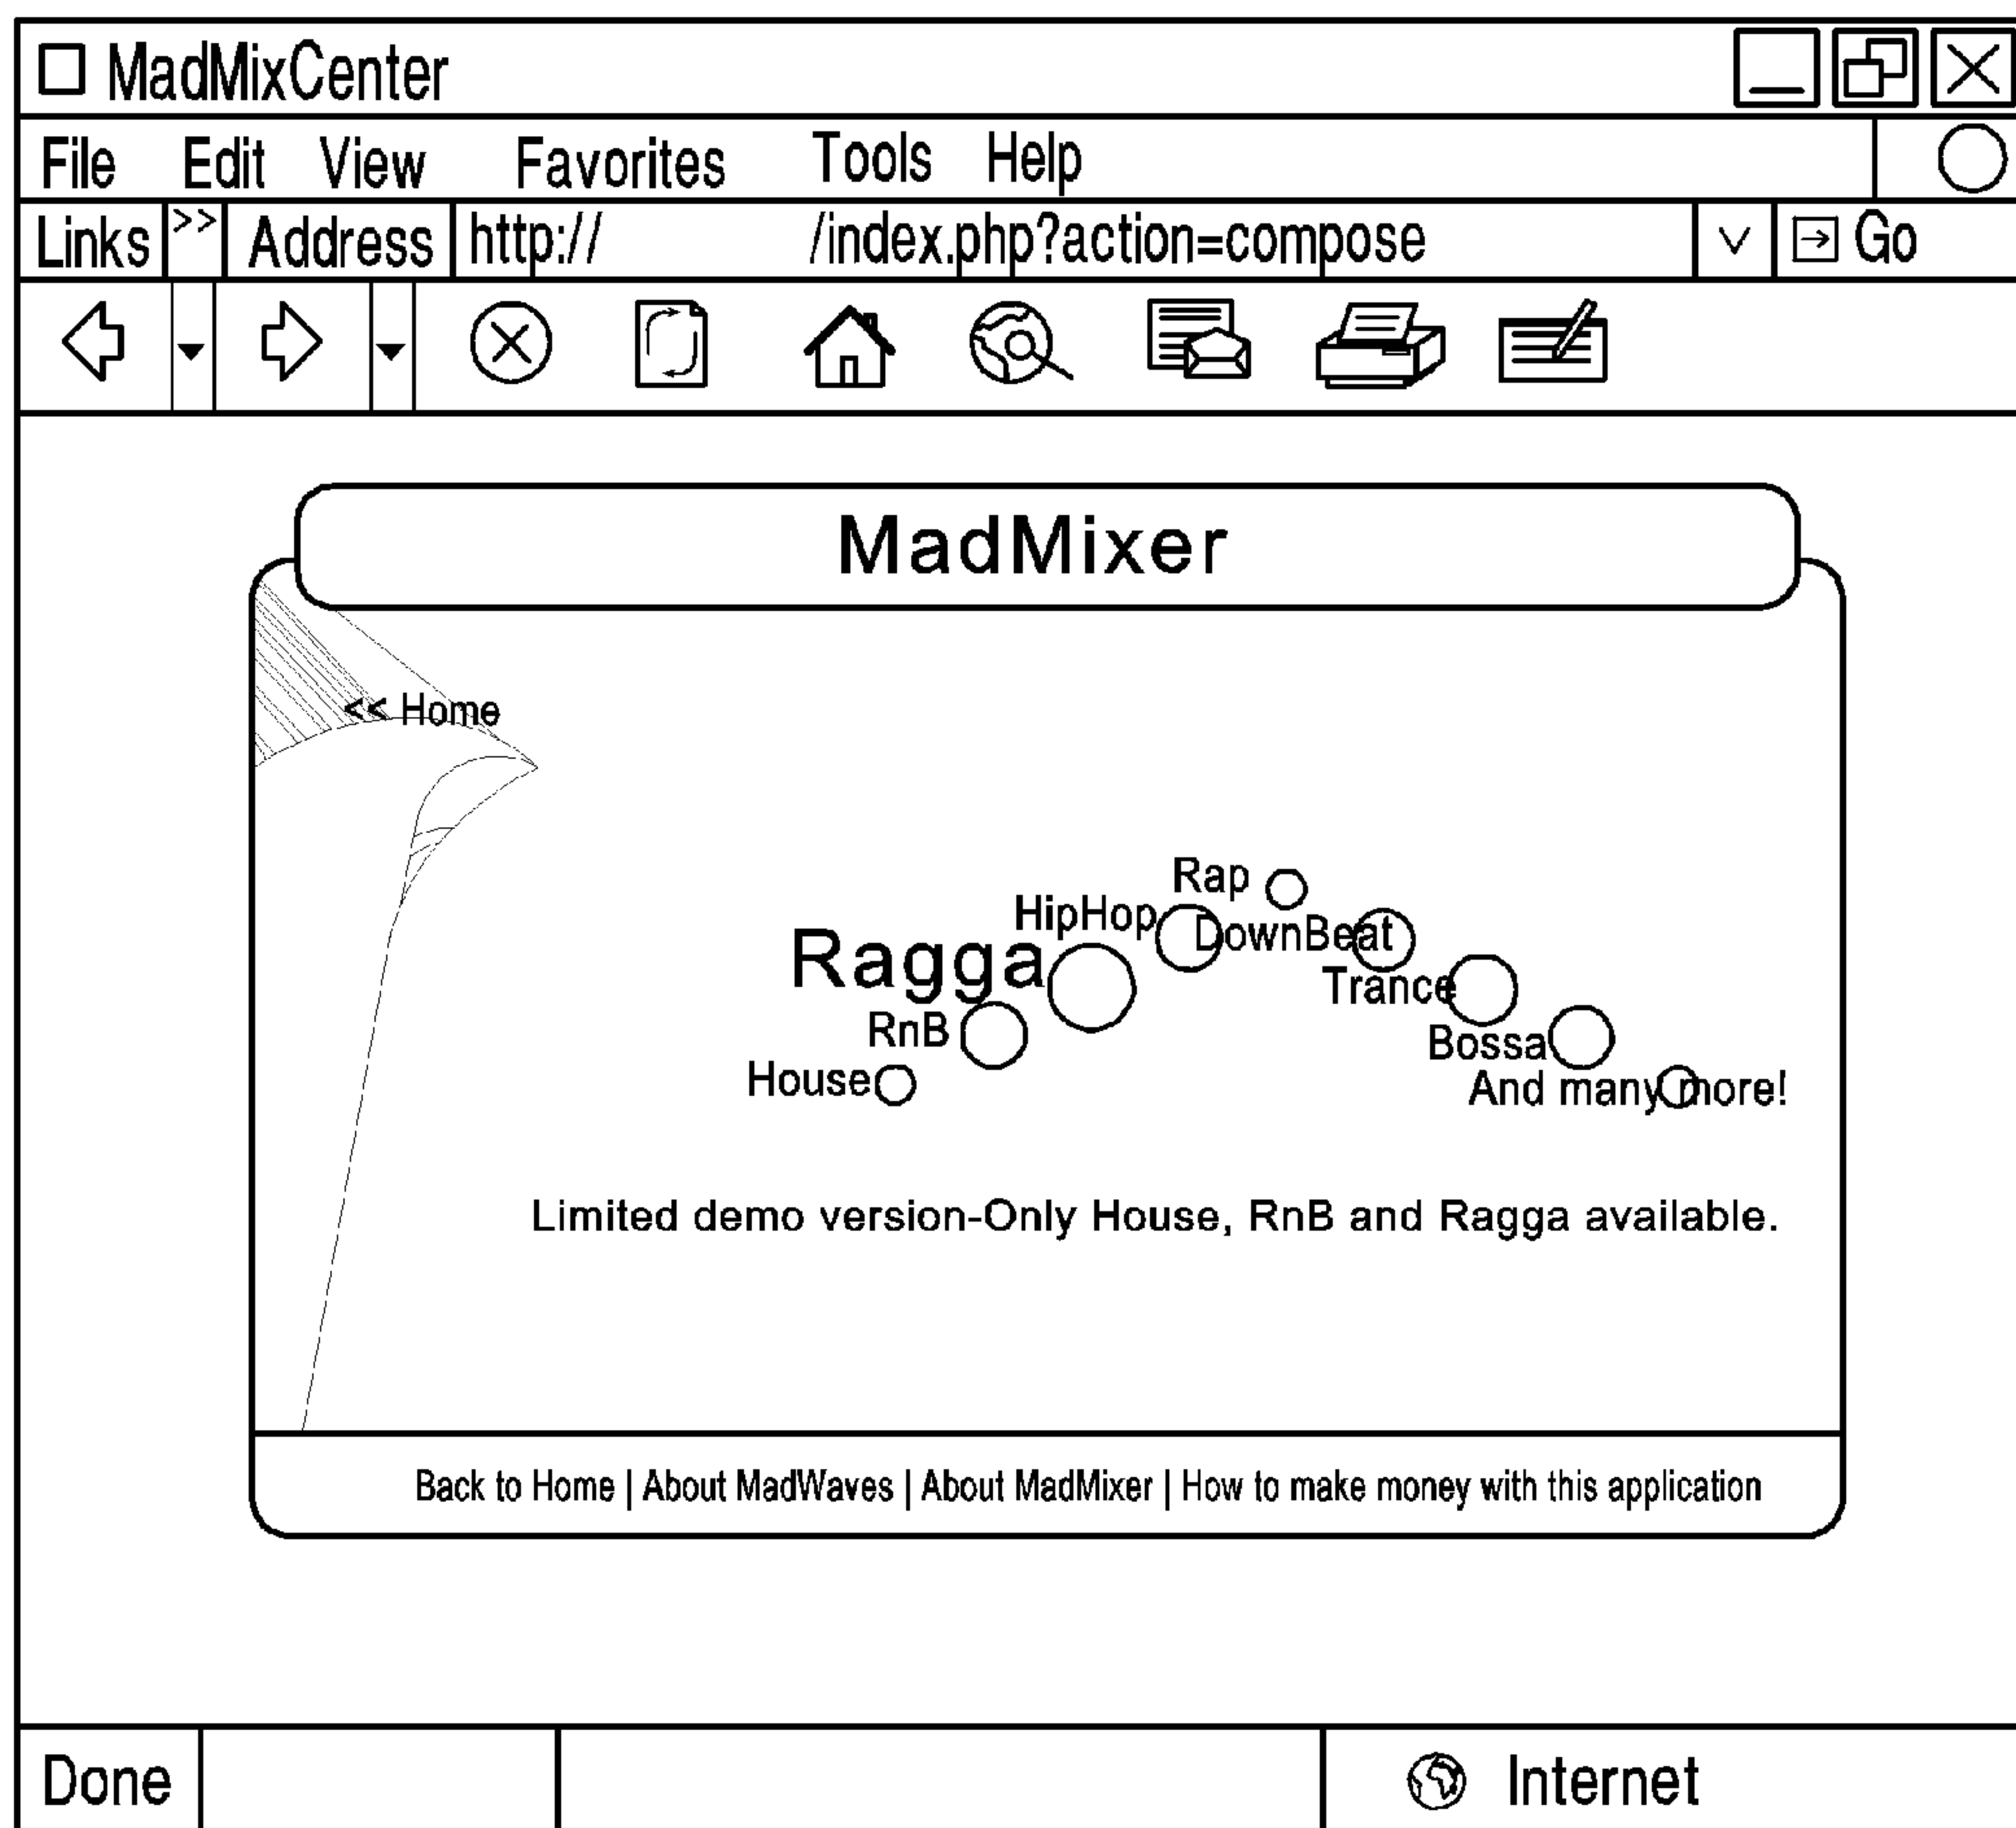 MadMixCenter
File Edit View Favorites Tools Help
Links >> Address http:// /index.php?action=compose Go
MadMixer
<< Home
Rap
HipHop
DownBeat
Ragga
Trance
RnB
Bossa
House
And many more!
Limited demo version-Only House, RnB and Ragga available.
Back to Home | About MadWaves | About MadMixer | How to make money with this application
Done Internet